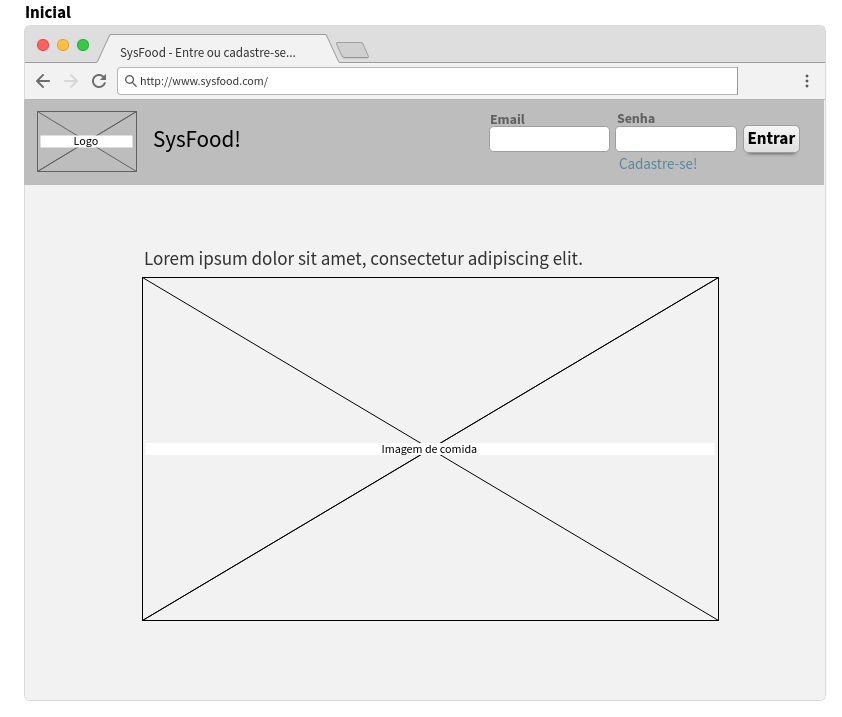 Inicial
SysFood - Entre ou cadastre-se...
http://www.sysfood.com/
Logo
SysFood!
Email
Senha
Entrar
Cadastre-se!
Lorem ipsum dolor sit amet, consectetur adipiscing elit.
Imagem de comida